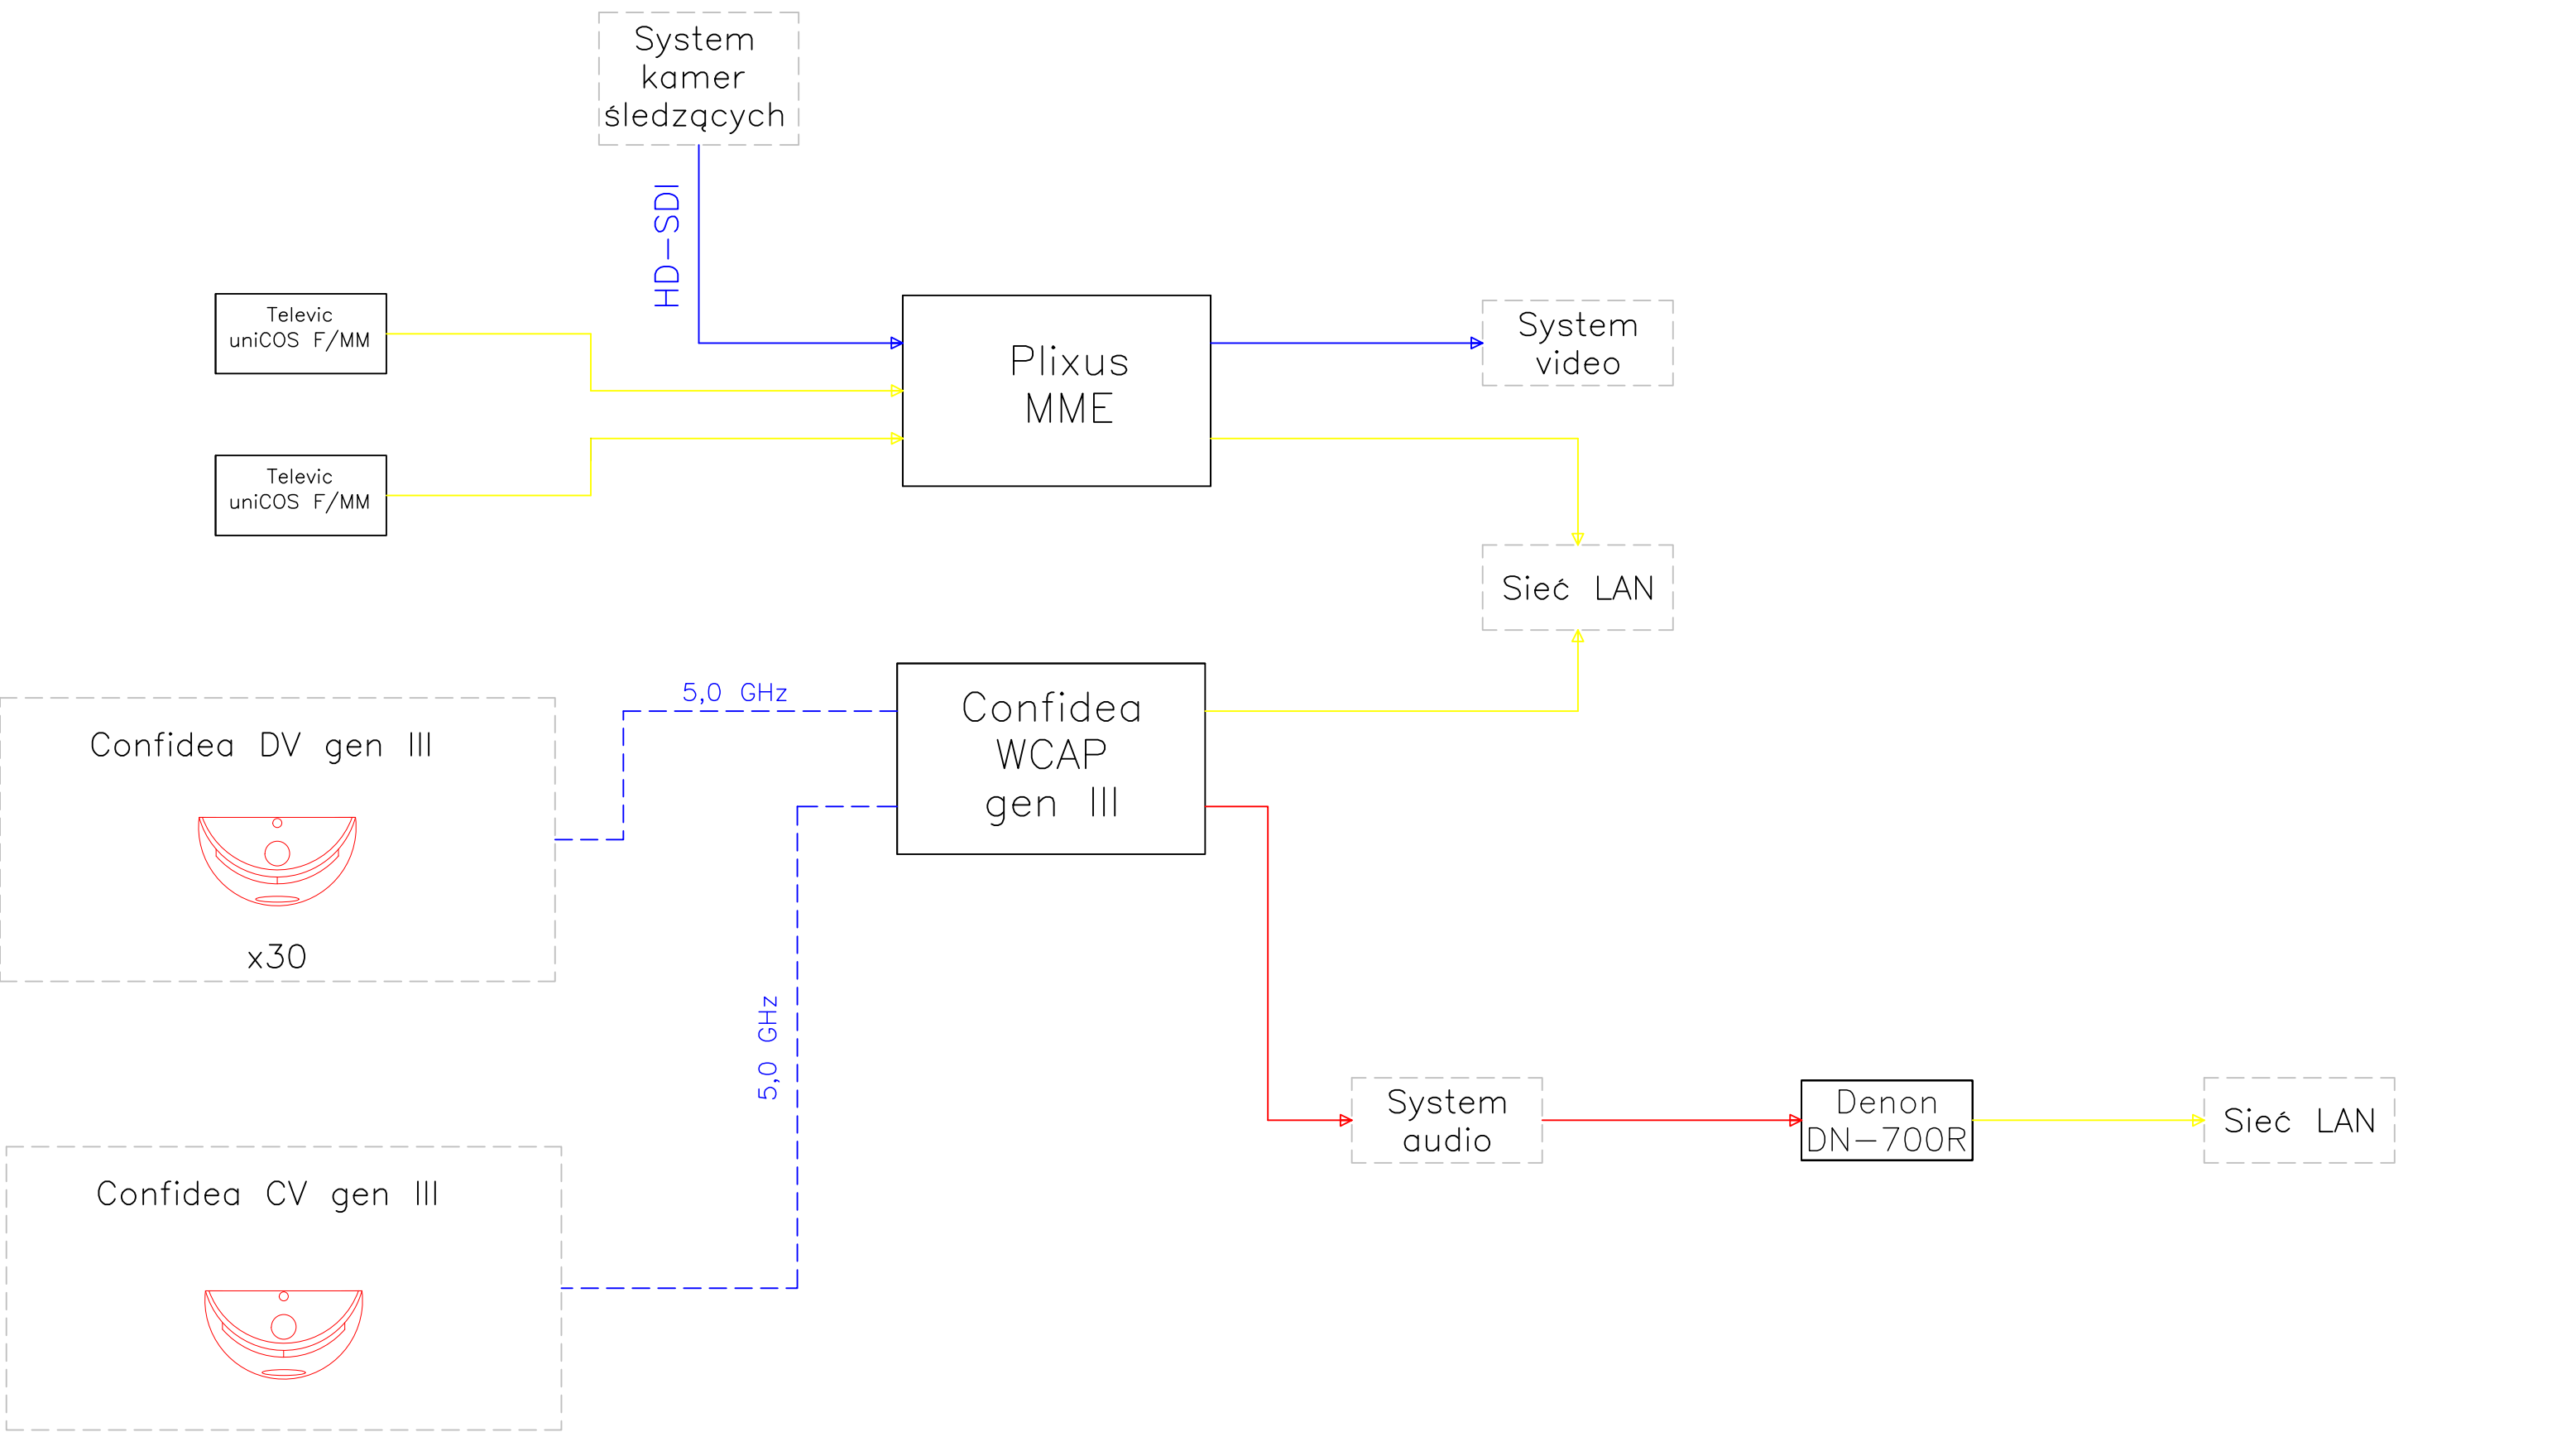 System
kamer
śledzących
HD-SDI
Televic
uniCOS F/MM
Plixus
MME
System
video
Televic
uniCOS F/MM
Sieć LAN
5,0 GHz
Confidea
WCAP
gen III
Confidea DV gen III
x30
5,0 GHz
System
audio
Denon
DN-700R
Sieć LAN
Confidea CV gen III